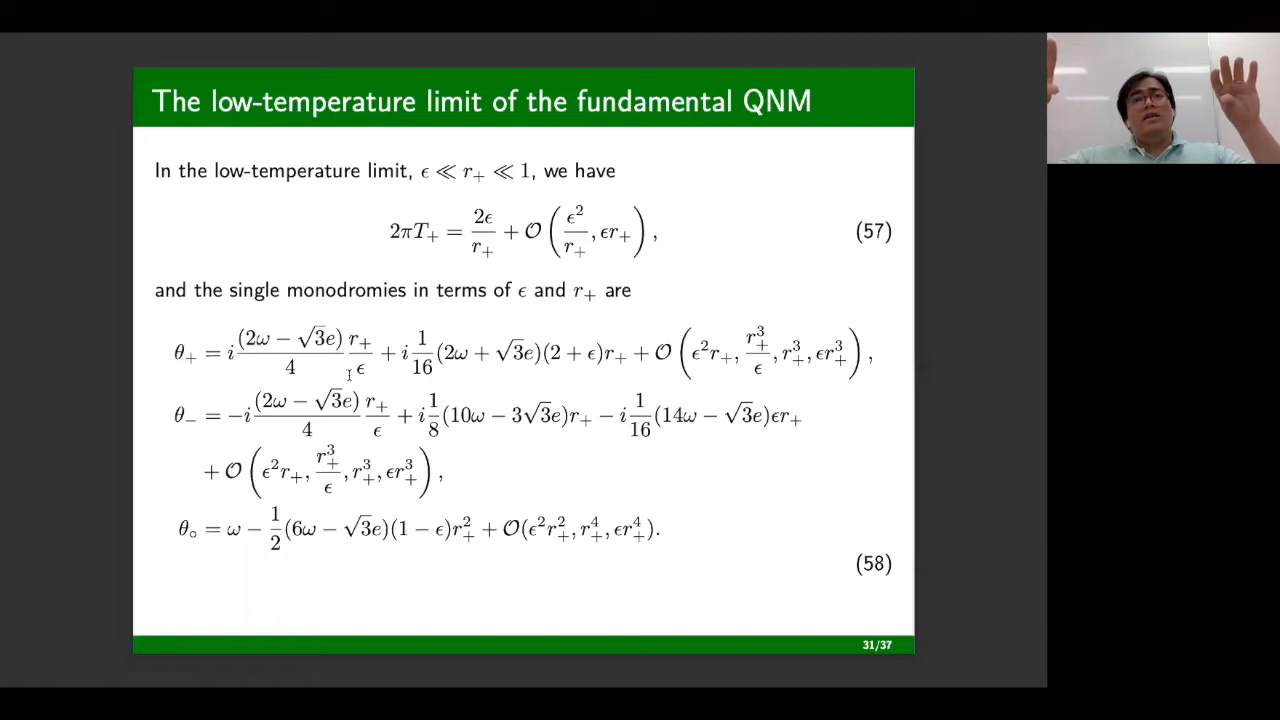 The low-temperature limit of the fundamental QNM
In the low-temperature limit, ϵ ≪ r₊ ≪ 1, we have
2πT₊ = 2ϵ/r₊ + O(ϵ²/r₊, ϵr₊), (57)
and the single monodromies in terms of ϵ and r₊ are
θ₊ = i (2ω − √3e)/4 r₊/ϵ + i 1/16 (2ω + √3e)(2 + ϵ)r₊ + O(ϵ²r₊, r₊³/ϵ, r₊³, ϵr₊³),
θ₋ = −i (2ω − √3e)/4 r₊/ϵ + i 1/8 (10ω − 3√3e)r₊ − i 1/16 (14ω − √3e)ϵr₊
+ O(ϵ²r₊, r₊³/ϵ, r₊³, ϵr₊³),
θ∘ = ω − 1/2 (6ω − √3e)(1 − ϵ)r₊² + O(ϵ²r₊², r₊⁴, ϵr₊⁴).
(58)
31/37